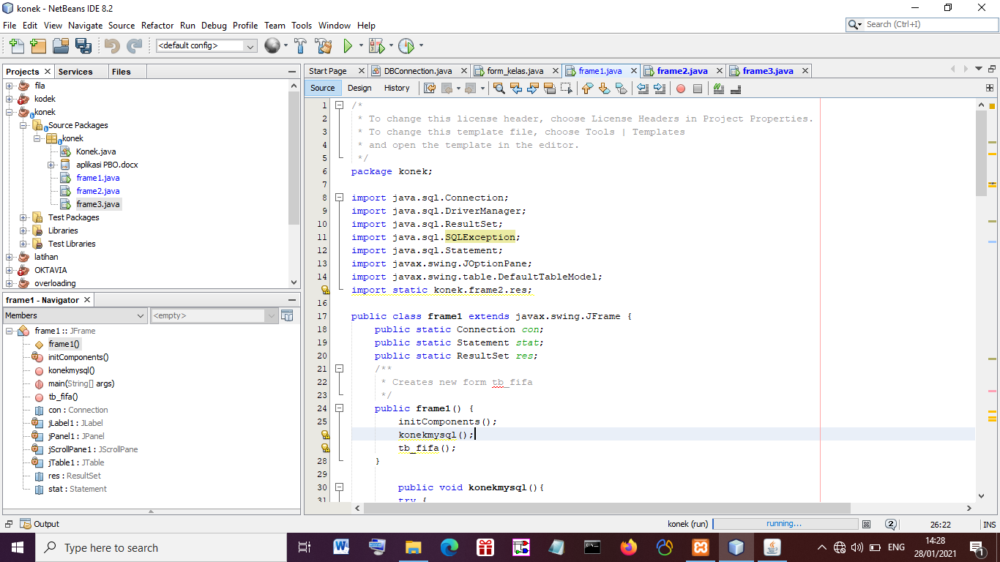 konek - NetBeans IDE 8.2
File Edit View Navigate Source Refactor Run Debug Profile Team Tools Window Help
Search (Ctrl+I)
<default config>
Projects Services Files
fila
kodek
konek
Source Packages
konek
Konek.java
aplikasi PBO.docx
frame1.java
frame2.java
frame3.java
Test Packages
Libraries
Test Libraries
latihan
OKTAVIA
overloading
frame1 - Navigator
Members <empty>
frame1 :: JFrame
frame1()
initComponents()
konekmysql()
main(String[] args)
tb_fifa()
con : Connection
jLabel1 : JLabel
jPanel1 : JPanel
jScrollPane1 : JScrollPane
jTable1 : JTable
res : ResultSet
stat : Statement
Start Page DBConnection.java form_kelas.java frame1.java frame2.java frame3.java
Source Design History
1 /*
2 * To change this license header, choose License Headers in Project Properties.
3 * To change this template file, choose Tools | Templates
4 * and open the template in the editor.
5 */
6 package konek;
7
8 import java.sql.Connection;
9 import java.sql.DriverManager;
10 import java.sql.ResultSet;
11 import java.sql.SQLException;
12 import java.sql.Statement;
13 import javax.swing.JOptionPane;
14 import javax.swing.table.DefaultTableModel;
import static konek.frame2.res;
16
17 public class frame1 extends javax.swing.JFrame {
18 public static Connection con;
19 public static Statement stat;
20 public static ResultSet res;
21 /**
22 * Creates new form tb_fifa
23 */
24 public frame1() {
25 initComponents();
konekmysql();
tb_fifa();
28 }
29
30 public void konekmysql(){
31 try {
Output
konek (run) running... 2 26:22 INS
Type here to search
ENG
14:28
28/01/2021
1